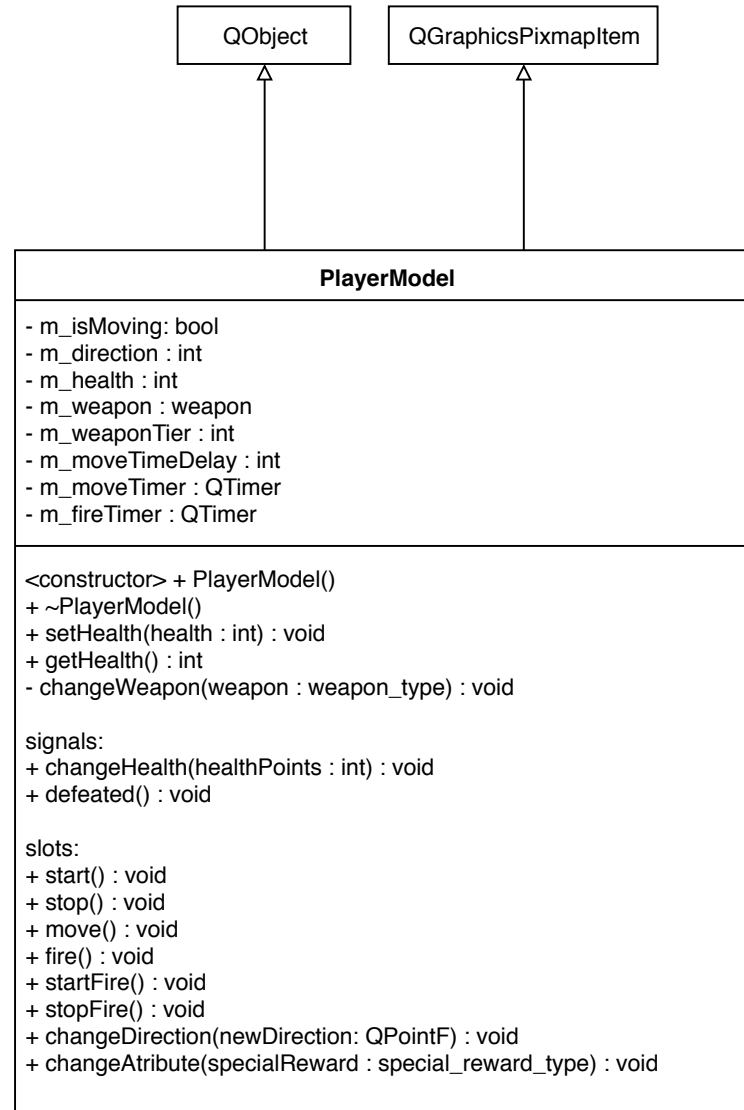 QObject
QGraphicsPixmapItem
PlayerModel
- m_isMoving: bool
- m_direction : int
- m_health : int
- m_weapon : weapon
- m_weaponTier : int
- m_moveTimeDelay : int
- m_moveTimer : QTimer
- m_fireTimer : QTimer
<constructor> + PlayerModel()
+ ~PlayerModel()
+ setHealth(health : int) : void
+ getHealth() : int
- changeWeapon(weapon : weapon_type) : void
signals:
+ changeHealth(healthPoints : int) : void
+ defeated() : void
slots:
+ start() : void
+ stop() : void
+ move() : void
+ fire() : void
+ startFire() : void
+ stopFire() : void
+ changeDirection(newDirection: QPointF) : void
+ changeAtribute(specialReward : special_reward_type) : void